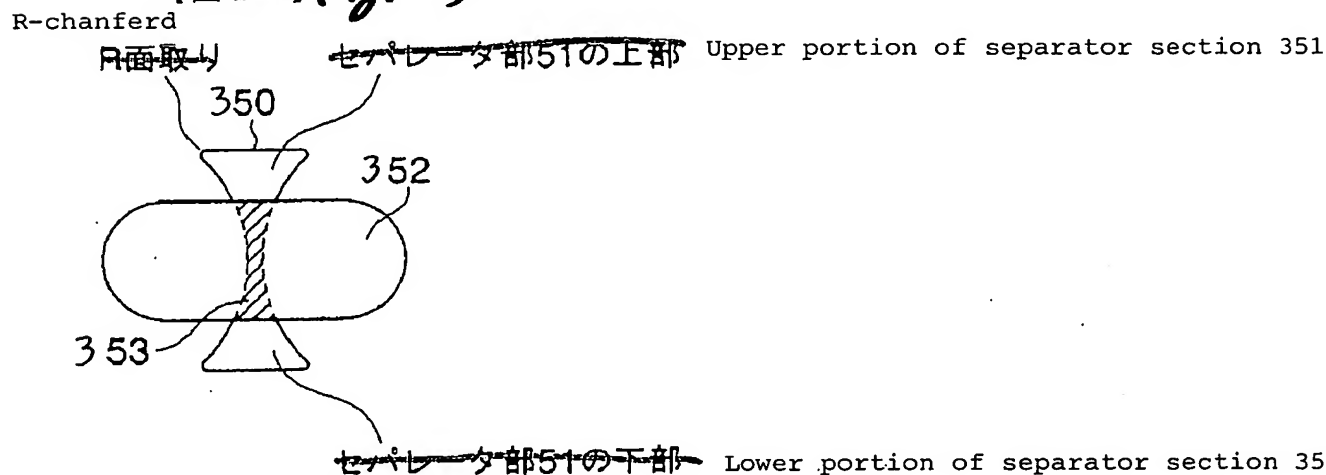 R-chanferd
R面取り
セパレータ部51の上部 Upper portion of separator section 351
350
352
353
セパレータ部51の下部 Lower portion of separator section 35